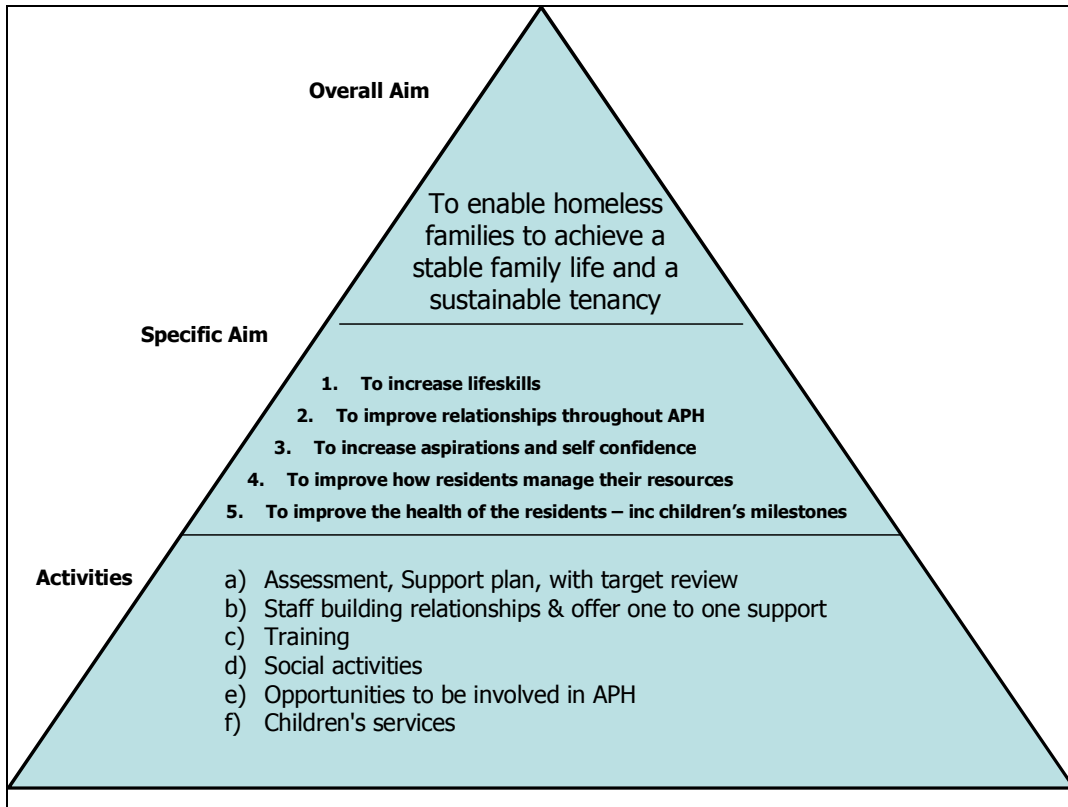 Overall Aim
To enable homeless
families to achieve a
stable family life and a
sustainable tenancy
Specific Aim
1. To increase lifeskills
2. To improve relationships throughout APH
3. To increase aspirations and self confidence
4. To improve how residents manage their resources
5. To improve the health of the residents – inc children’s milestones
Activities
a) Assessment, Support plan, with target review
b) Staff building relationships & offer one to one support
c) Training
d) Social activities
e) Opportunities to be involved in APH
f) Children's services